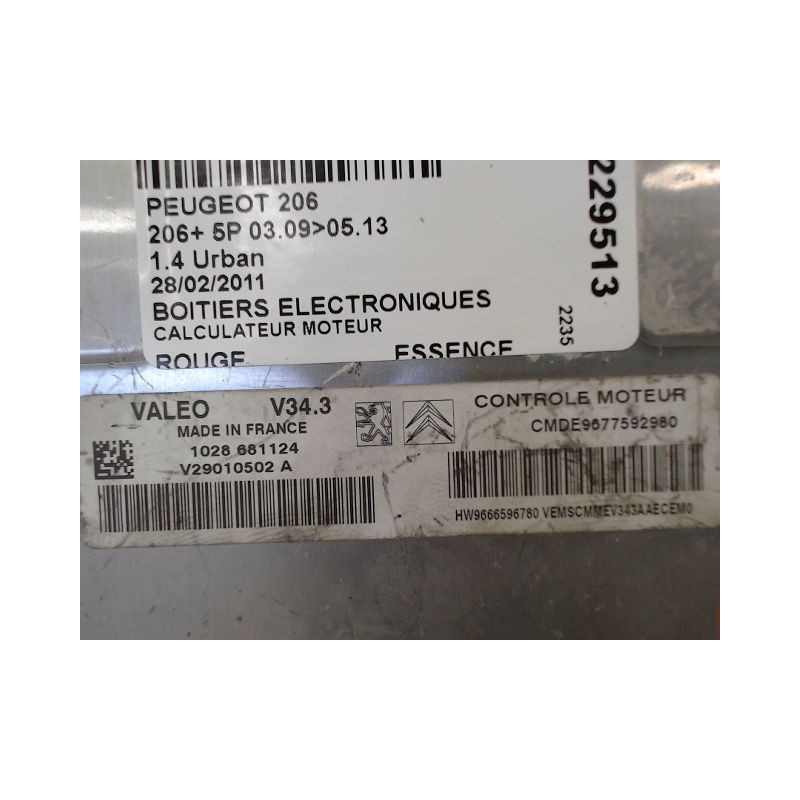 PEUGEOT 206
206+ 5P 03.09>05.13
1.4 Urban
28/02/2011
BOITIERS ELECTRONIQUES
CALCULATEUR MOTEUR
ROUGE ESSENCE
229513
2235
VALEO V34.3
MADE IN FRANCE
1028 681124
V29010502 A
CONTROLE MOTEUR
CMDE9677592980
HW9666596780 VEMSCMMEV343AAECEM0